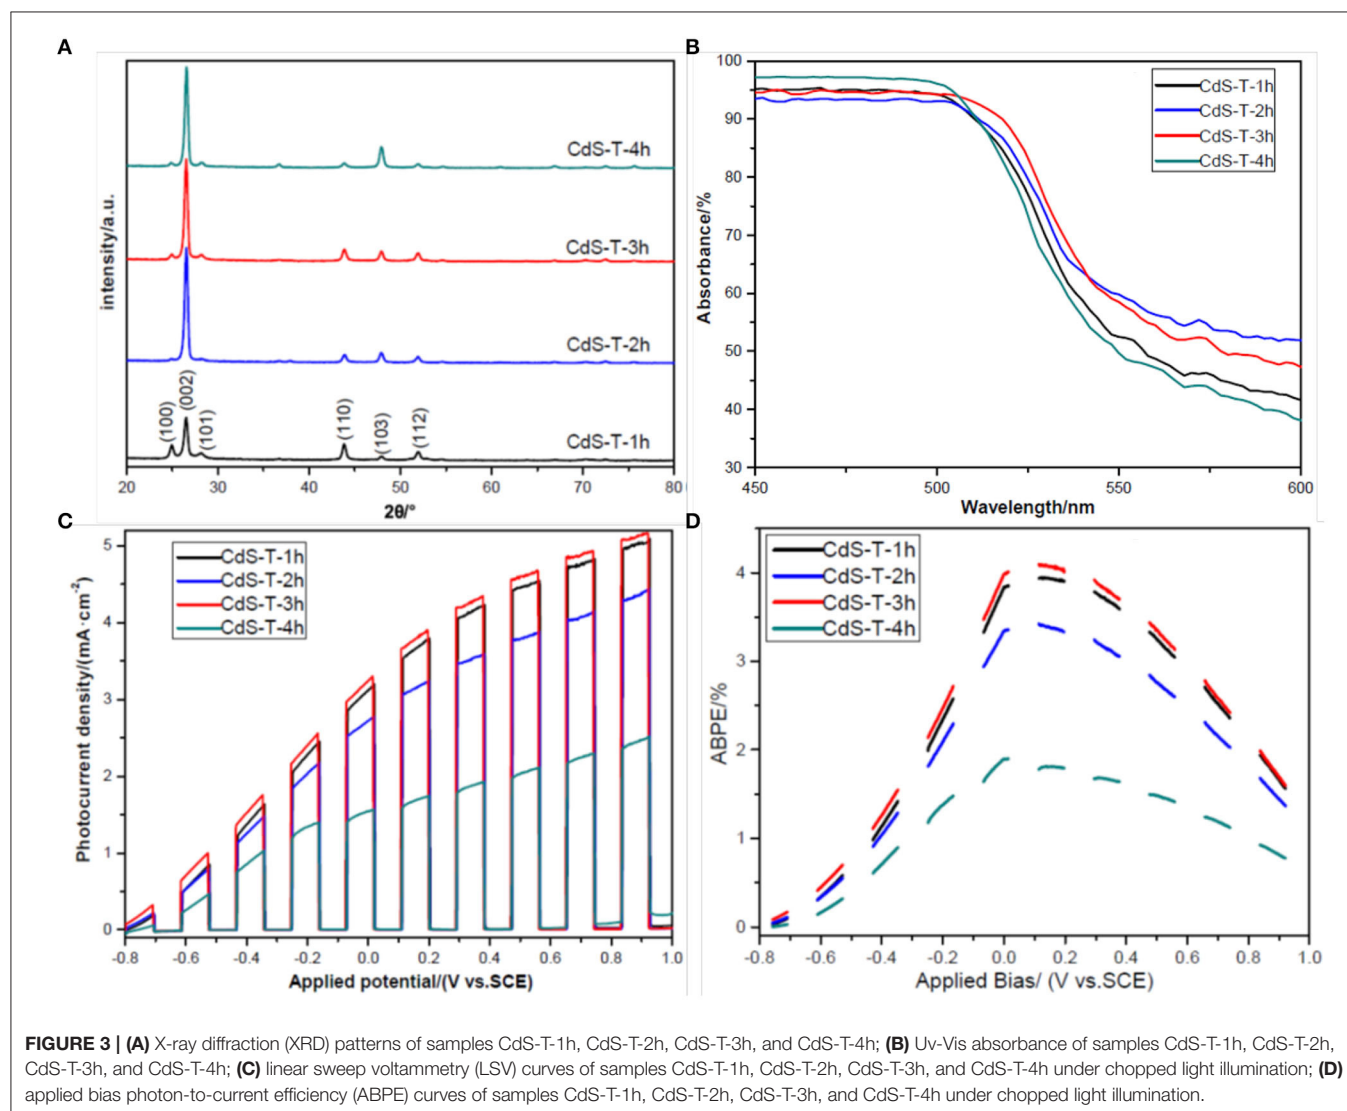 A
intensity/a.u.
CdS-T-4h
CdS-T-3h
CdS-T-2h
CdS-T-1h
(100)
(002)
(101)
(110)
(103)
(112)
20 30 40 50 60 70 80
2θ/°
B
Absorbance/%
100
90
80
70
60
50
40
30
CdS-T-1h
CdS-T-2h
CdS-T-3h
CdS-T-4h
450 500 550 600
Wavelength/nm
C
Photocurrent density/(mA·cm⁻²)
5
4
3
2
1
0
CdS-T-1h
CdS-T-2h
CdS-T-3h
CdS-T-4h
-0.8 -0.6 -0.4 -0.2 0.0 0.2 0.4 0.6 0.8 1.0
Applied potential/(V vs.SCE)
D
ABPE/%
4
3
2
1
0
CdS-T-1h
CdS-T-2h
CdS-T-3h
CdS-T-4h
-0.8 -0.6 -0.4 -0.2 0.0 0.2 0.4 0.6 0.8 1.0
Applied Bias/ (V vs.SCE)
FIGURE 3 | (A) X-ray diffraction (XRD) patterns of samples CdS-T-1h, CdS-T-2h, CdS-T-3h, and CdS-T-4h; (B) Uv-Vis absorbance of samples CdS-T-1h, CdS-T-2h,
CdS-T-3h, and CdS-T-4h; (C) linear sweep voltammetry (LSV) curves of samples CdS-T-1h, CdS-T-2h, CdS-T-3h, and CdS-T-4h under chopped light illumination; (D)
applied bias photon-to-current efficiency (ABPE) curves of samples CdS-T-1h, CdS-T-2h, CdS-T-3h, and CdS-T-4h under chopped light illumination.